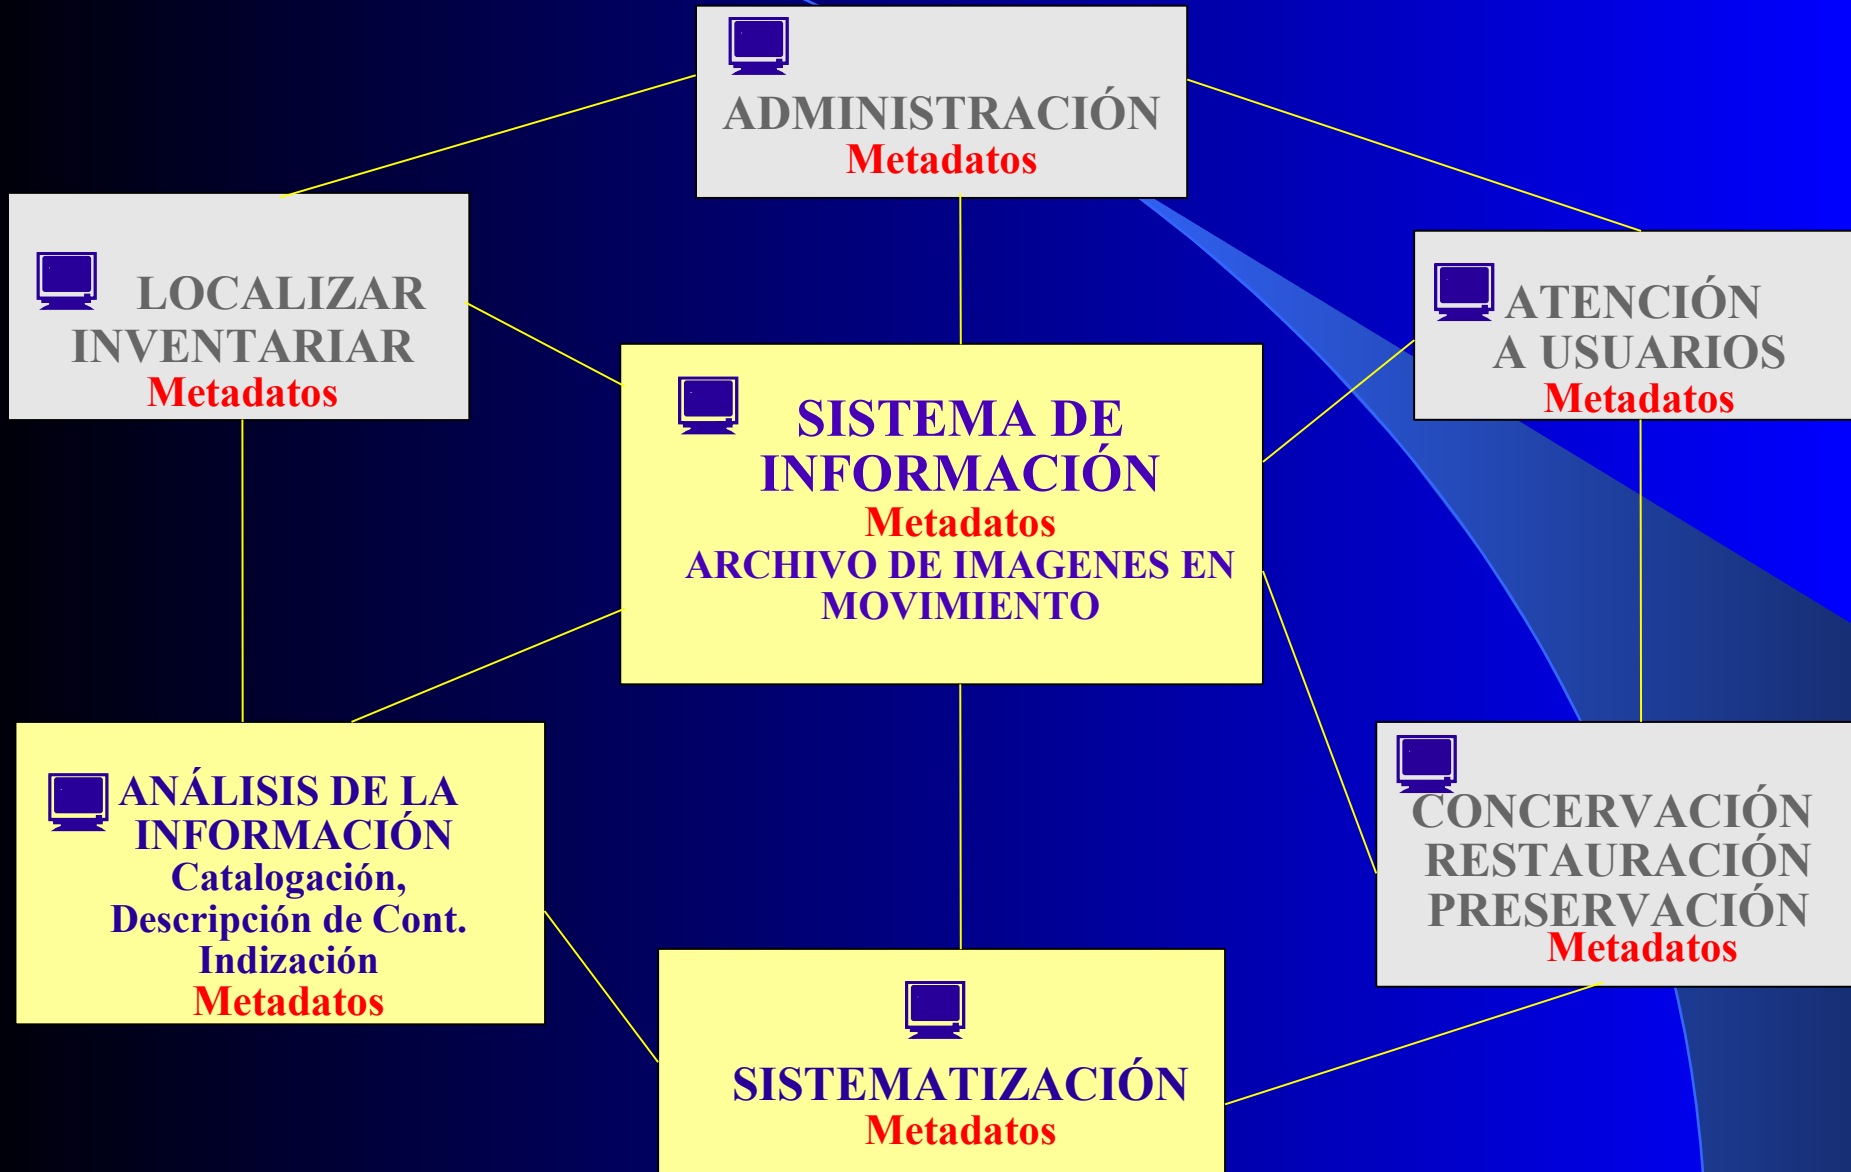 ADMINISTRACIÓN
Metadatos
LOCALIZAR
INVENTARIAR
Metadatos
ATENCIÓN
A USUARIOS
Metadatos
SISTEMA DE
INFORMACIÓN
Metadatos
ARCHIVO DE IMAGENES EN
MOVIMIENTO
ANÁLISIS DE LA
INFORMACIÓN
Catalogación,
Descripción de Cont.
Indización
Metadatos
CONCERVACIÓN
RESTAURACIÓN
PRESERVACIÓN
Metadatos
SISTEMATIZACIÓN
Metadatos